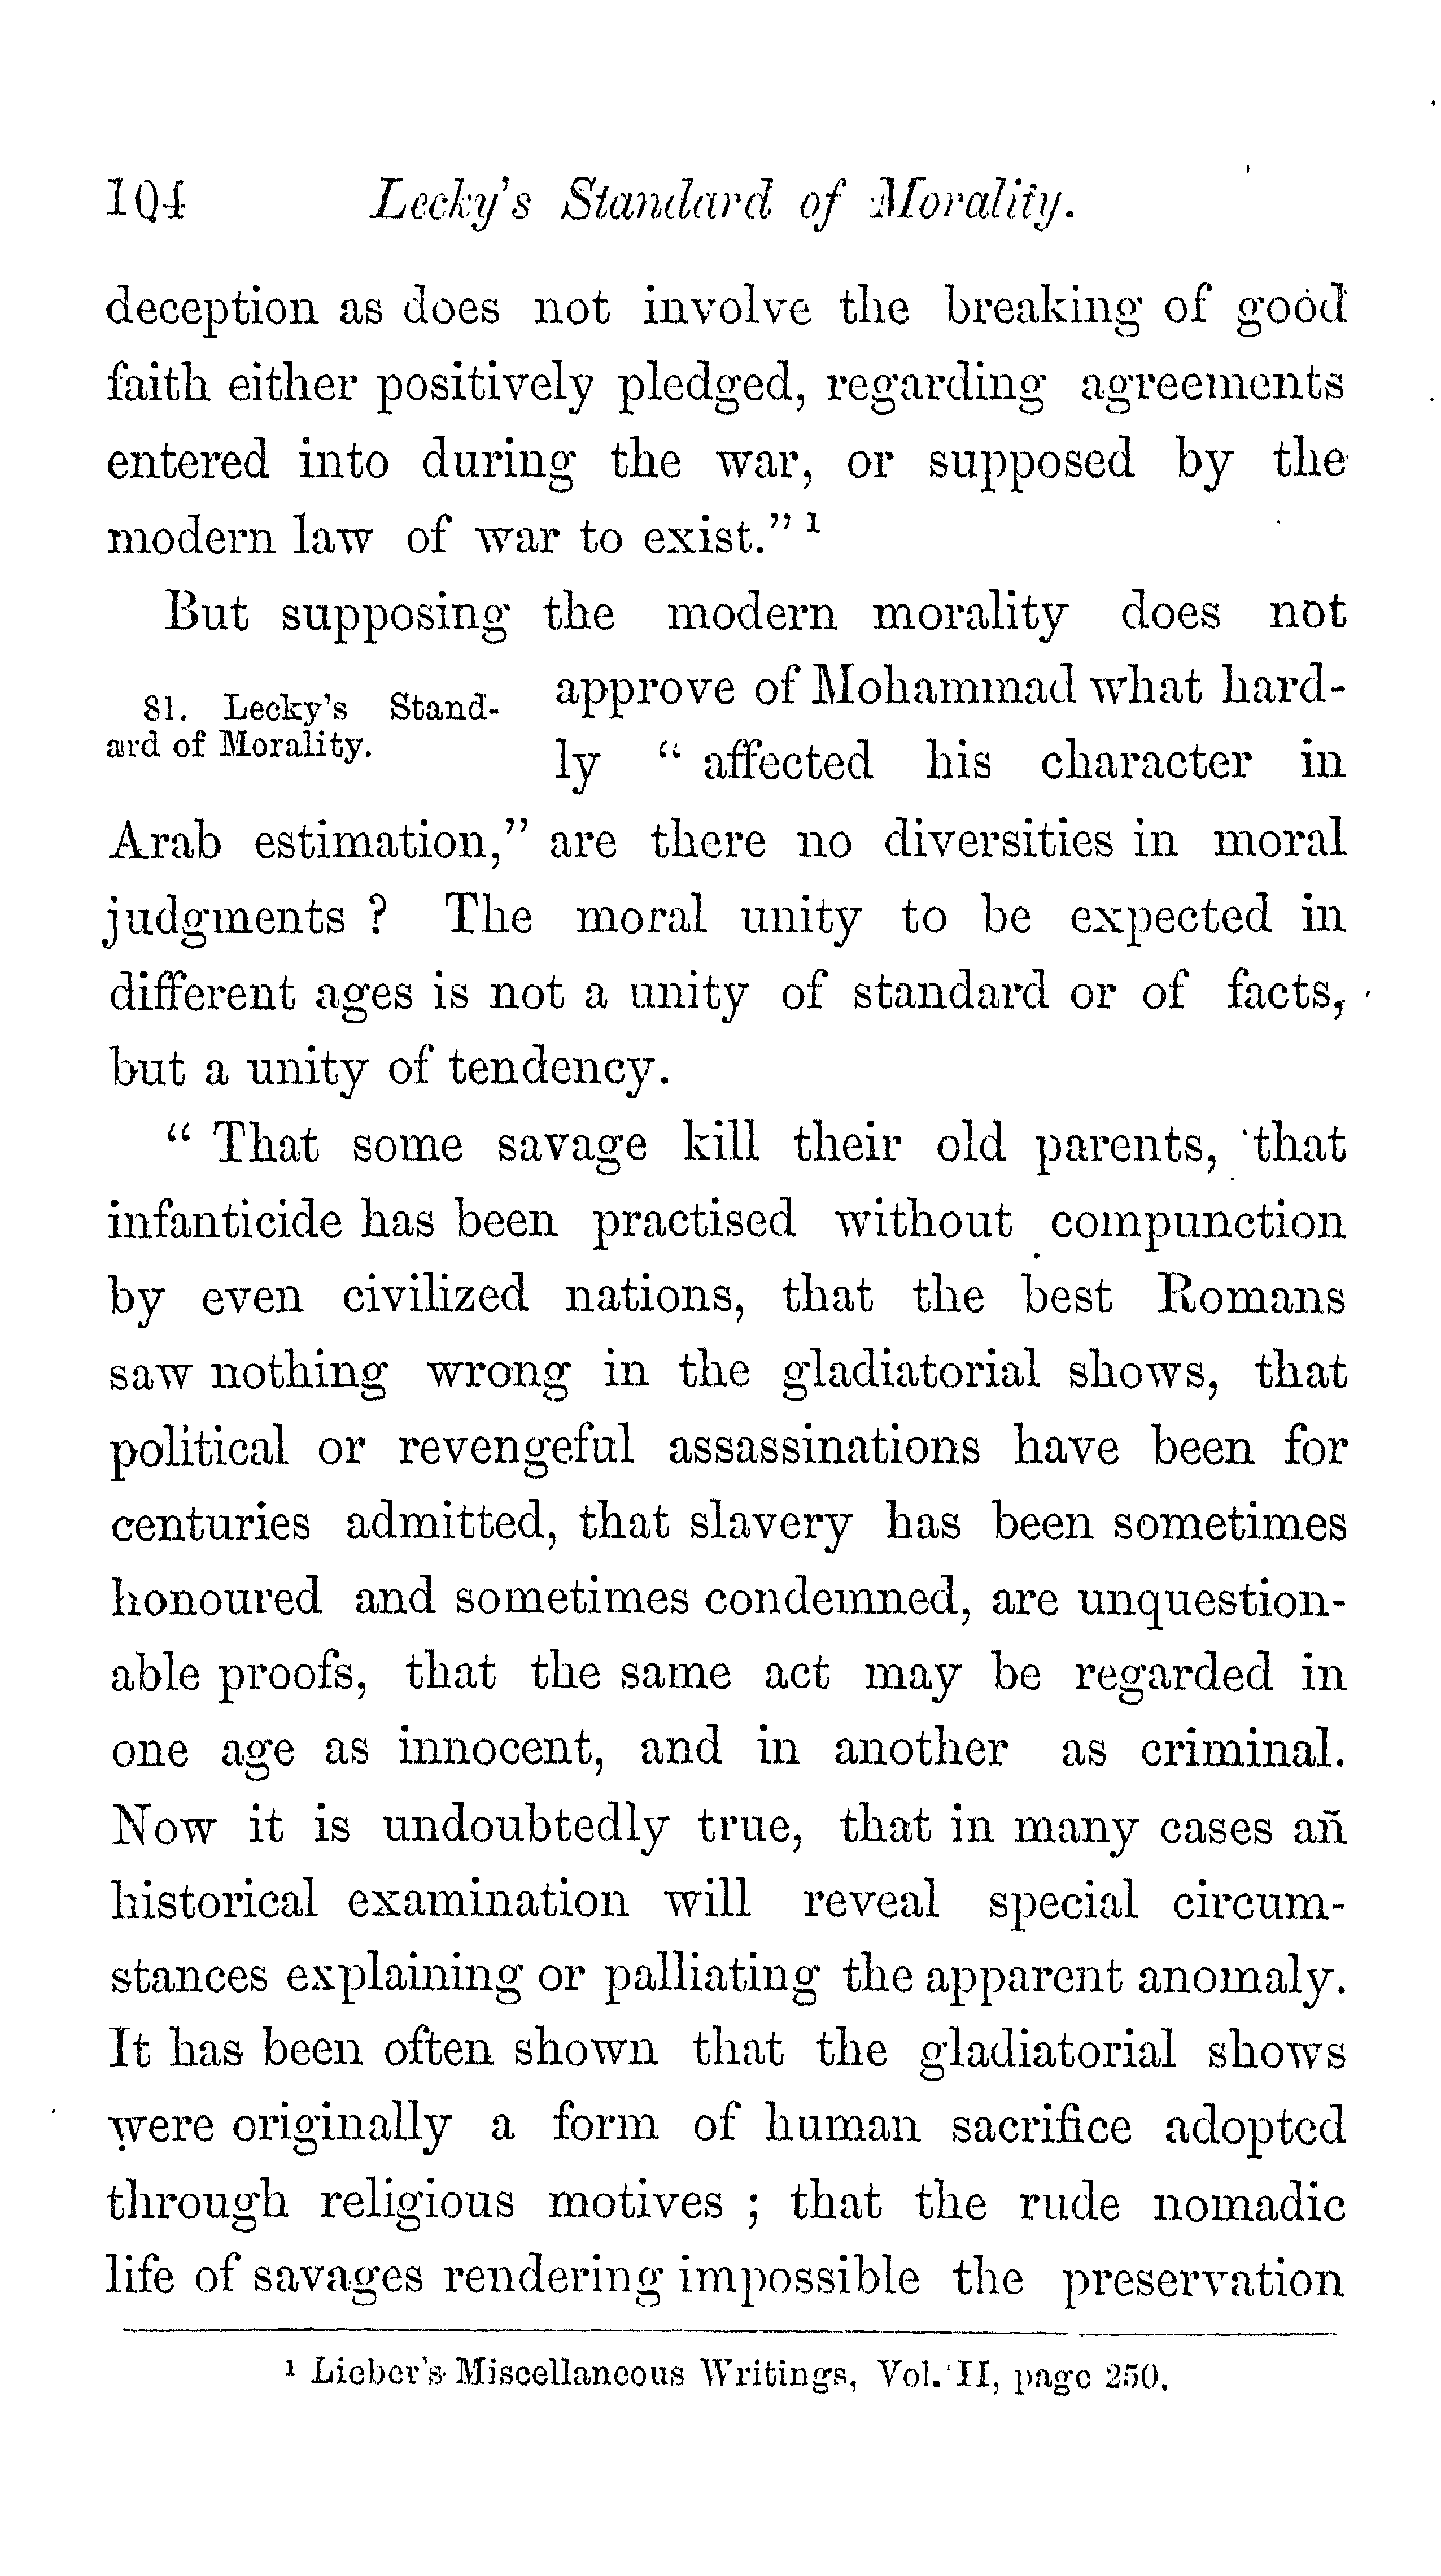 104 Lecky's Standard of Morality.
deception as does not involve the breaking of good
faith either positively pledged, regarding agreements
entered into during the war, or supposed by the
modern law of war to exist." 1
But supposing the modern morality does not
81. Lecky's Stand-
ard of Morality.
approve of Mohammad what hard-
ly " affected his character in
Arab estimation," are there no diversities in moral
judgments ? The moral unity to be expected in
different ages is not a unity of standard or of facts,
but a unity of tendency.
" That some savage kill their old parents, that
infanticide has been practised without compunction
by even civilized nations, that the best Romans
saw nothing wrong in the gladiatorial shows, that
political or revengeful assassinations have been for
centuries admitted, that slavery has been sometimes
honoured and sometimes condemned, are unquestion-
able proofs, that the same act may be regarded in
one age as innocent, and in another as criminal.
Now it is undoubtedly true, that in many cases an
historical examination will reveal special circum-
stances explaining or palliating the apparent anomaly.
It has been often shown that the gladiatorial shows
were originally a form of human sacrifice adopted
through religious motives ; that the rude nomadic
life of savages rendering impossible the preservation
1 Lieber's Miscellaneous Writings, Vol. II, page 250.